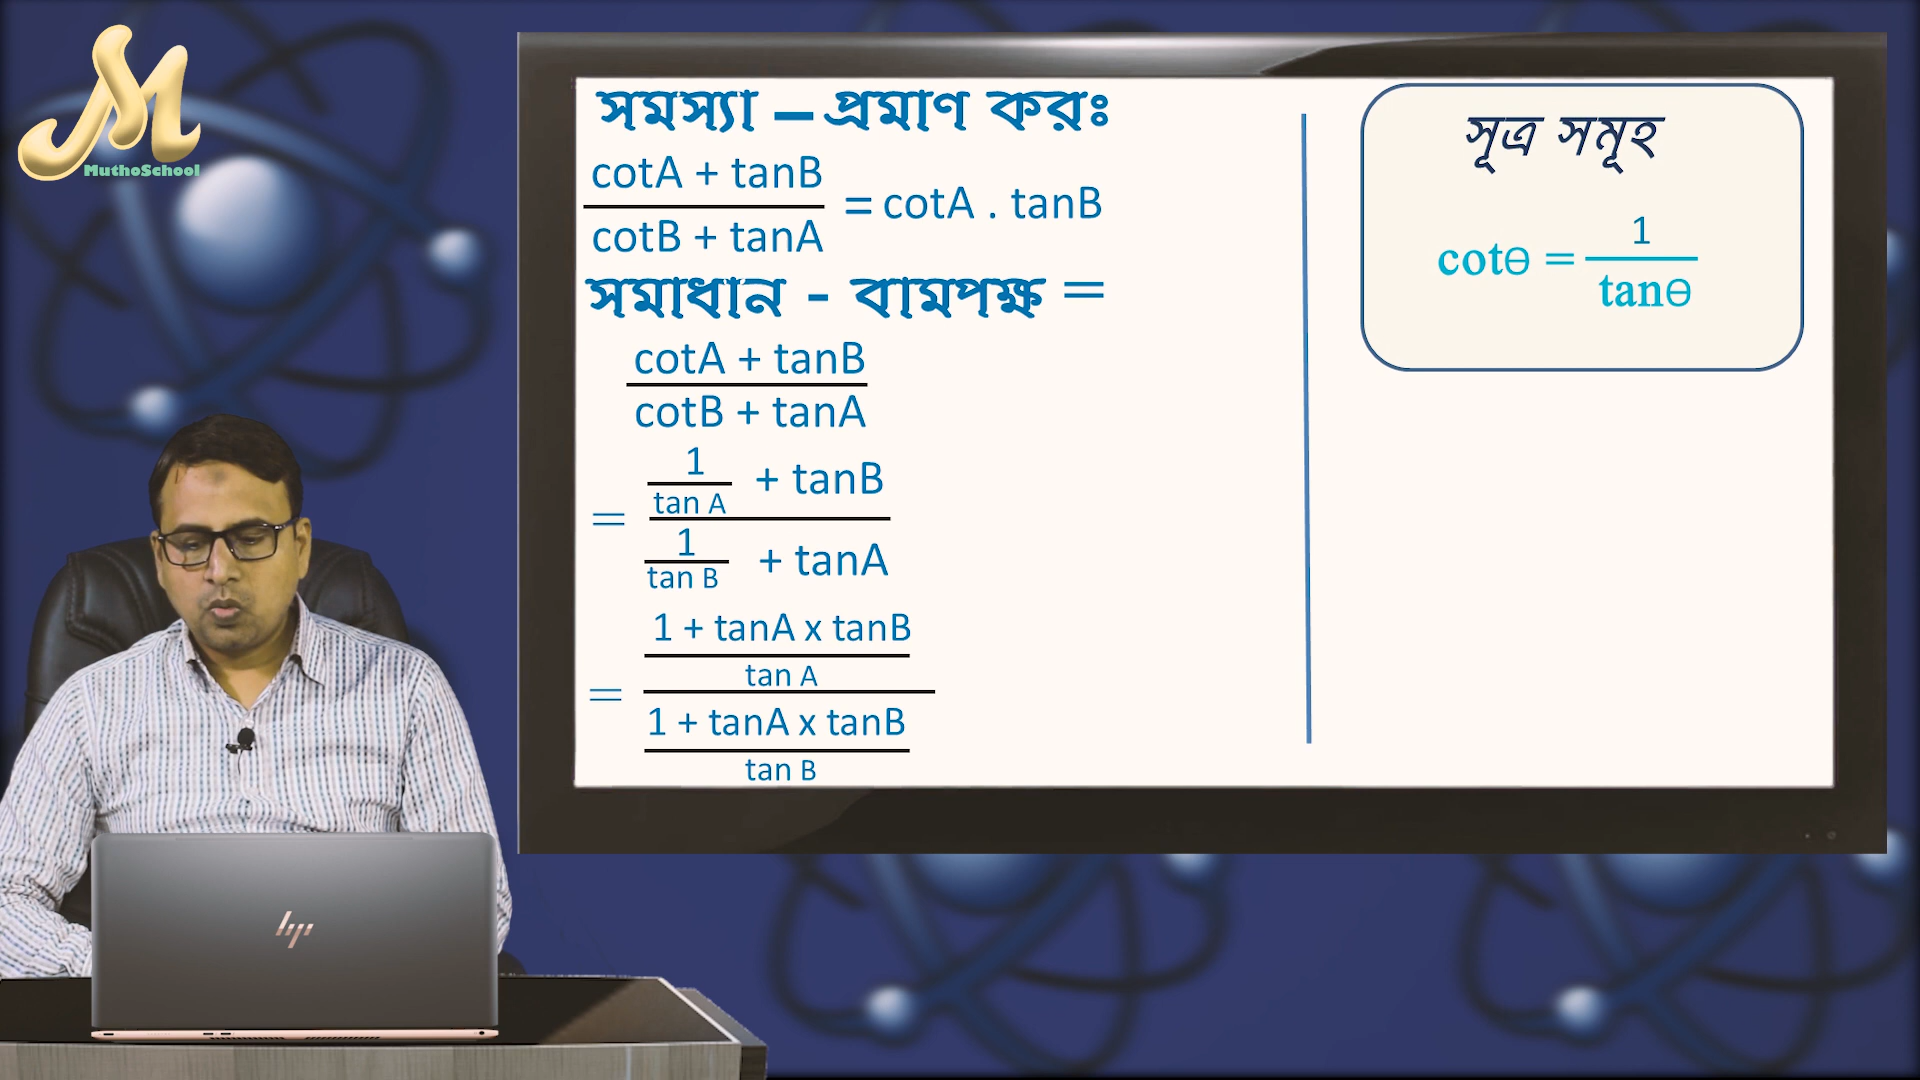 MuthoSchool
সমস্যা – প্রমাণ করঃ
cotA + tanB
cotB + tanA
= cotA . tanB
সমাধান - বামপক্ষ =
cotA + tanB
cotB + tanA
=
1
tan A
+ tanB
1
tan B
+ tanA
=
1 + tanA x tanB
tan A
1 + tanA x tanB
tan B
সূত্র সমূহ
cotθ =
1
tanθ
hp